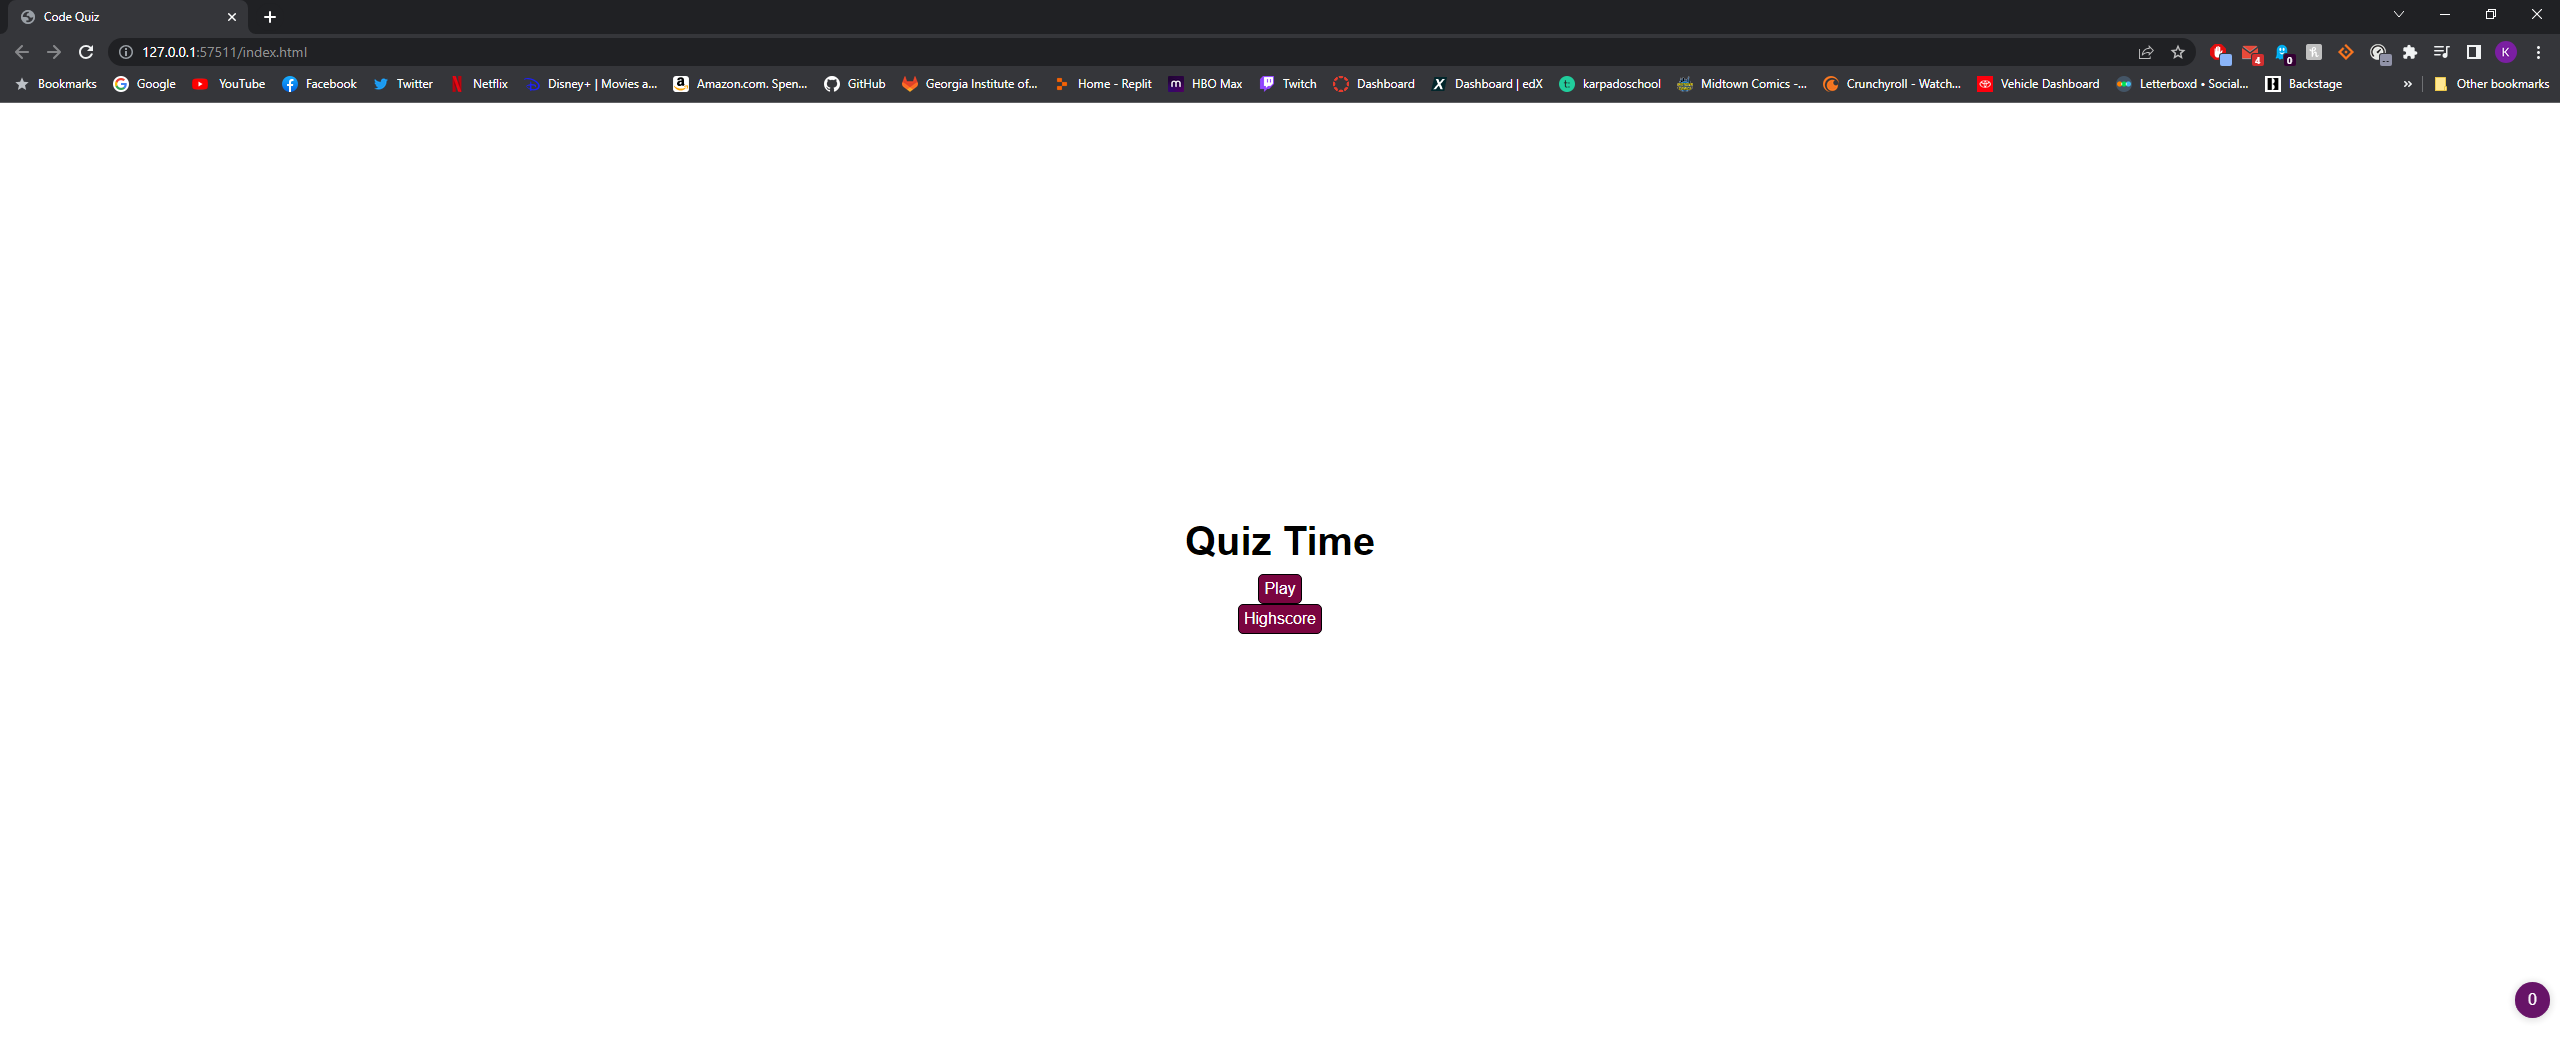 Code Quiz
127.0.0.1:57511/index.html
4 0 K
Bookmarks Google YouTube Facebook Twitter Netflix Disney+ | Movies a... Amazon.com. Spen... GitHub Georgia Institute of... Home - Replit HBO Max Twitch Dashboard Dashboard | edX karpadoschool Midtown Comics -... Crunchyroll - Watch... Vehicle Dashboard Letterboxd • Social... Backstage » Other bookmarks
Quiz Time
Play
Highscore
0